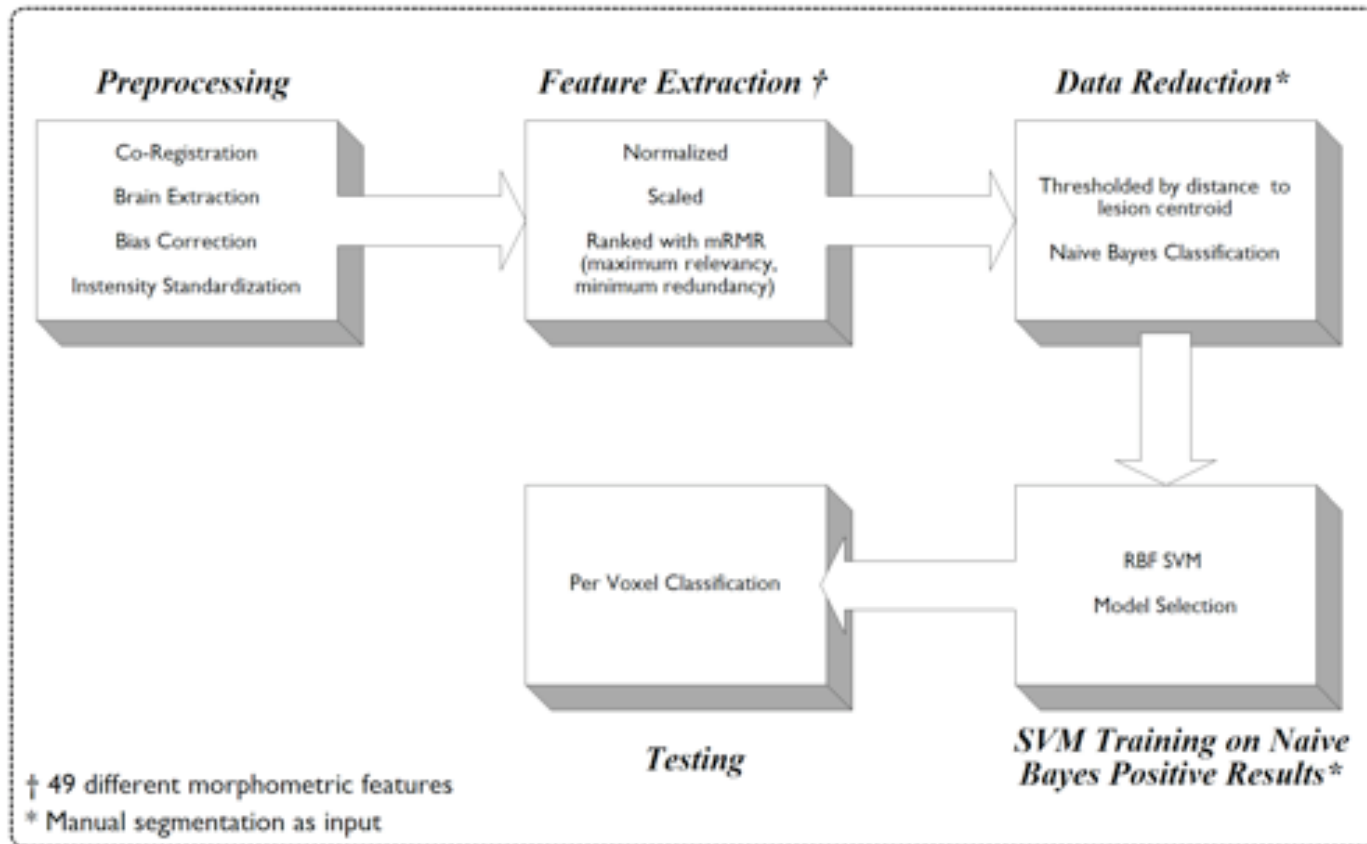 Preprocessing
Co-Registration
Brain Extraction
Bias Correction
Instensity Standardization
Feature Extraction †
Normalized
Scaled
Ranked with mRMR
(maximum relevancy,
minimum redundancy)
Data Reduction*
Thresholded by distance to
lesion centroid
Naive Bayes Classification
RBF SVM
Model Selection
SVM Training on Naive
Bayes Positive Results*
Per Voxel Classification
Testing
† 49 different morphometric features
* Manual segmentation as input